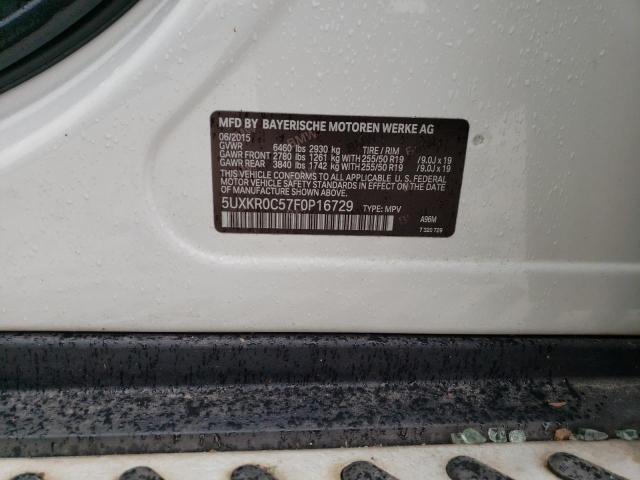 MFD BY BAYERISCHE MOTOREN WERKE AG
06/2015
GVWR 6460 lbs 2930 kg TIRE / RIM
GAWR FRONT 2780 lbs 1261 kg WITH 255/50 R19 /9.0J x 19
GAWR REAR 3840 lbs 1742 kg WITH 255/50 R19 /9.0J x 19
THIS VEHICLE CONFORMS TO ALL APPLICABLE U.S. FEDERAL
MOTOR VEHICLE SAFETY STANDARDS IN EFFECT ON THE DATE OF
MANUFACTURE SHOWN ABOVE.
5UXKR0C57F0P16729 TYPE: MPV A96M
7 320 729